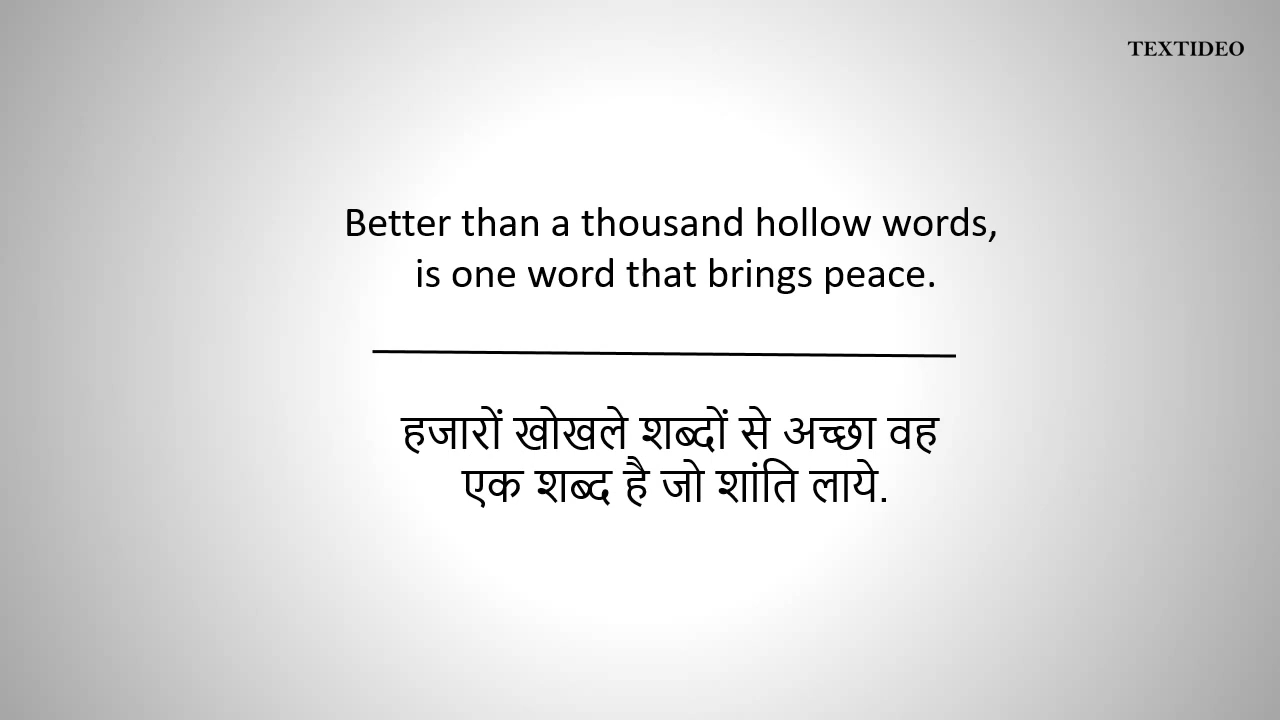 TEXTIDEO
Better than a thousand hollow words,
is one word that brings peace.
हजारों खोखले शब्दों से अच्छा वह
एक शब्द है जो शांति लाये.